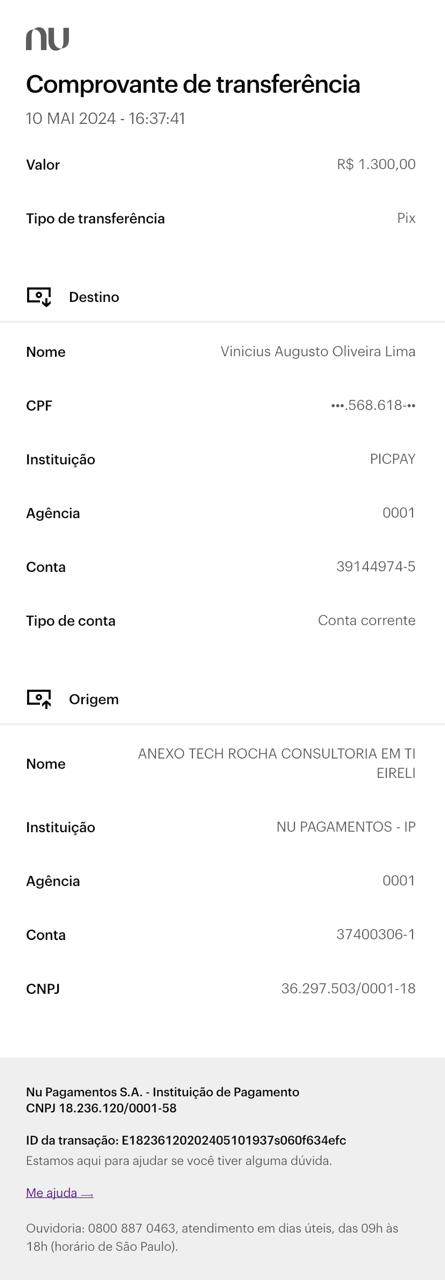 nu
Comprovante de transferência
10 MAI 2024 - 16:37:41
Valor R$ 1.300,00
Tipo de transferência Pix
Destino
Nome Vinicius Augusto Oliveira Lima
CPF •••.568.618-••
Instituição PICPAY
Agência 0001
Conta 39144974-5
Tipo de conta Conta corrente
Origem
Nome ANEXO TECH ROCHA CONSULTORIA EM TI
EIRELI
Instituição NU PAGAMENTOS - IP
Agência 0001
Conta 37400306-1
CNPJ 36.297.503/0001-18
Nu Pagamentos S.A. - Instituição de Pagamento
CNPJ 18.236.120/0001-58
ID da transação: E18236120202405101937s060f634efc
Estamos aqui para ajudar se você tiver alguma dúvida.
Me ajuda
Ouvidoria: 0800 887 0463, atendimento em dias úteis, das 09h às
18h (horário de São Paulo).